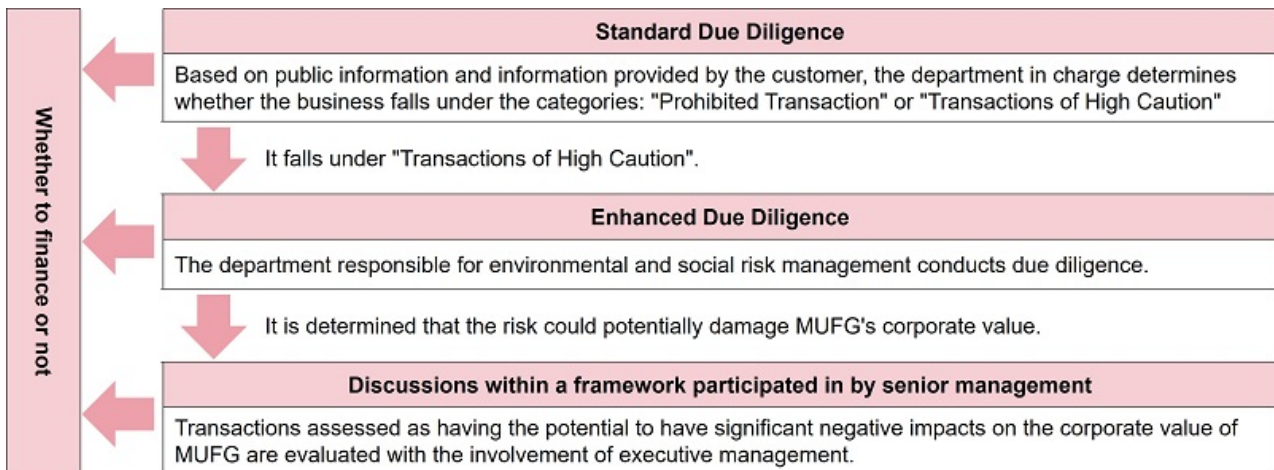 Whether to finance or not
Standard Due Diligence
Based on public information and information provided by the customer, the department in charge determines
whether the business falls under the categories: "Prohibited Transaction" or "Transactions of High Caution"
It falls under "Transactions of High Caution".
Enhanced Due Diligence
The department responsible for environmental and social risk management conducts due diligence.
It is determined that the risk could potentially damage MUFG's corporate value.
Discussions within a framework participated in by senior management
Transactions assessed as having the potential to have significant negative impacts on the corporate value of
MUFG are evaluated with the involvement of executive management.